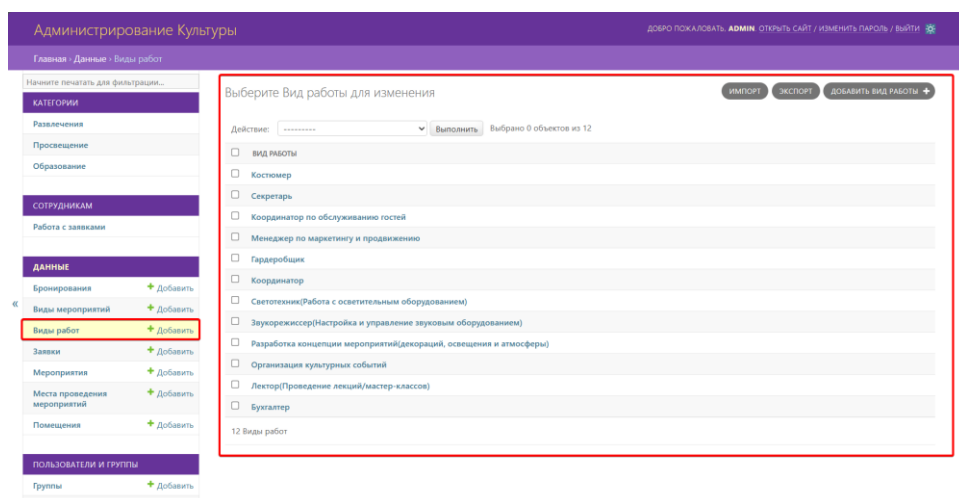 Администрирование Культуры
ДОБРО ПОЖАЛОВАТЬ, ADMIN. ОТКРЫТЬ САЙТ / ИЗМЕНИТЬ ПАРОЛЬ / ВЫЙТИ
Главная › Данные › Виды работ
Начните печатать для фильтрации...
КАТЕГОРИИ
Развлечения
Просвещение
Образование
СОТРУДНИКАМ
Работа с заявками
ДАННЫЕ
Бронирования + Добавить
Виды мероприятий + Добавить
«
Виды работ + Добавить
Заявки + Добавить
Мероприятия + Добавить
Места проведения + Добавить
мероприятий
Помещения + Добавить
ПОЛЬЗОВАТЕЛИ И ГРУППЫ
Группы + Добавить
Выберите Вид работы для изменения
ИМПОРТ ЭКСПОРТ ДОБАВИТЬ ВИД РАБОТЫ +
Действие: --------- Выполнить Выбрано 0 объектов из 12
ВИД РАБОТЫ
Костюмер
Секретарь
Координатор по обслуживанию гостей
Менеджер по маркетингу и продвижению
Гардеробщик
Координатор
Светотехник(Работа с осветительным оборудованием)
Звукорежиссер(Настройка и управление звуковым оборудованием)
Разработка концепции мероприятий(декораций, освещения и атмосферы)
Организация культурных событий
Лектор(Проведение лекций/мастер-классов)
Бухгалтер
12 Виды работ